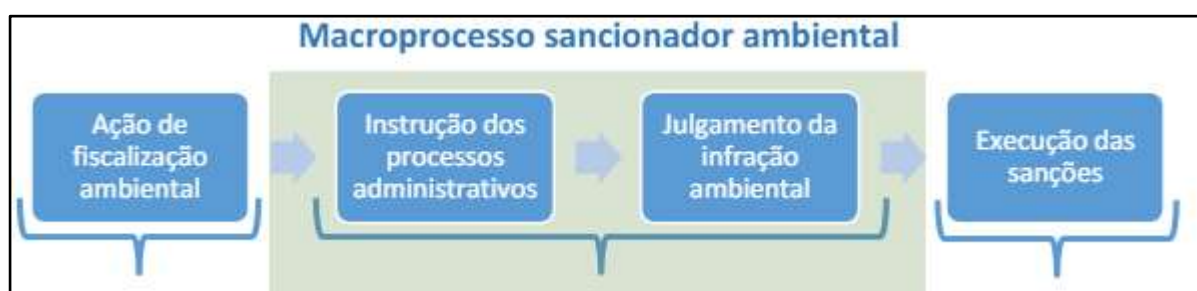 Macroprocesso sancionador ambiental
Ação de
fiscalização
ambiental
Instrução dos
processos
administrativos
Julgamento da
infração
ambiental
Execução das
sanções